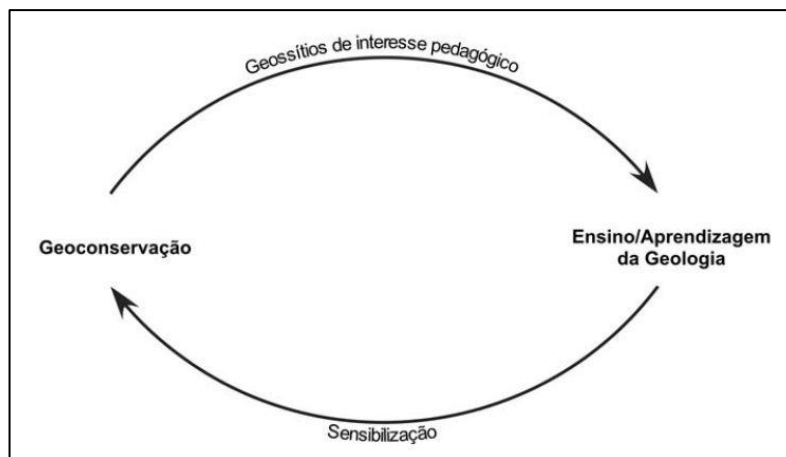 Geossítios de interesse pedagógico
Geoconservação
Ensino/Aprendizagem
da Geologia
Sensibilização